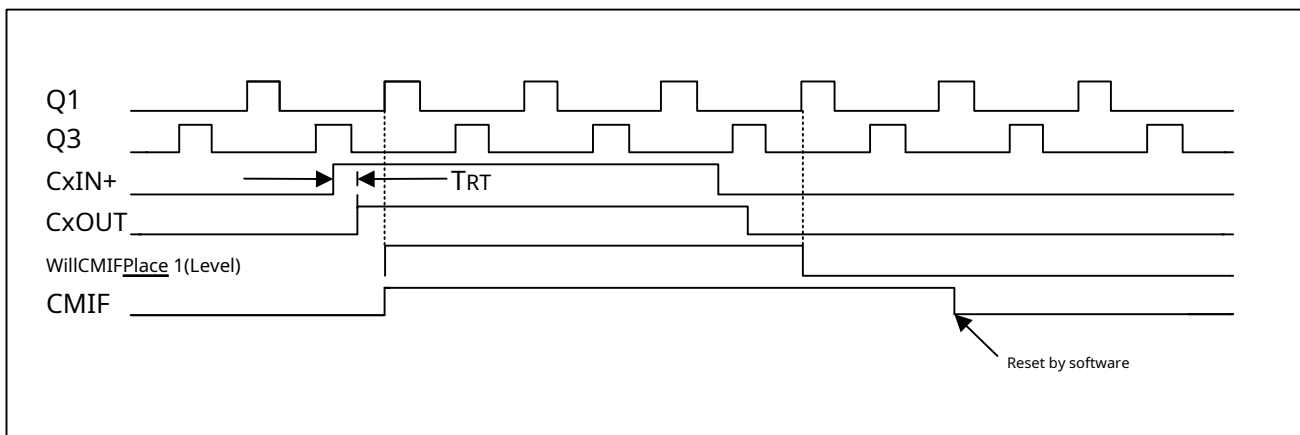 Q1
Q3
CxIN+
TRT
CxOUT
WillCMIFPlace 1(Level)
CMIF
Reset by software